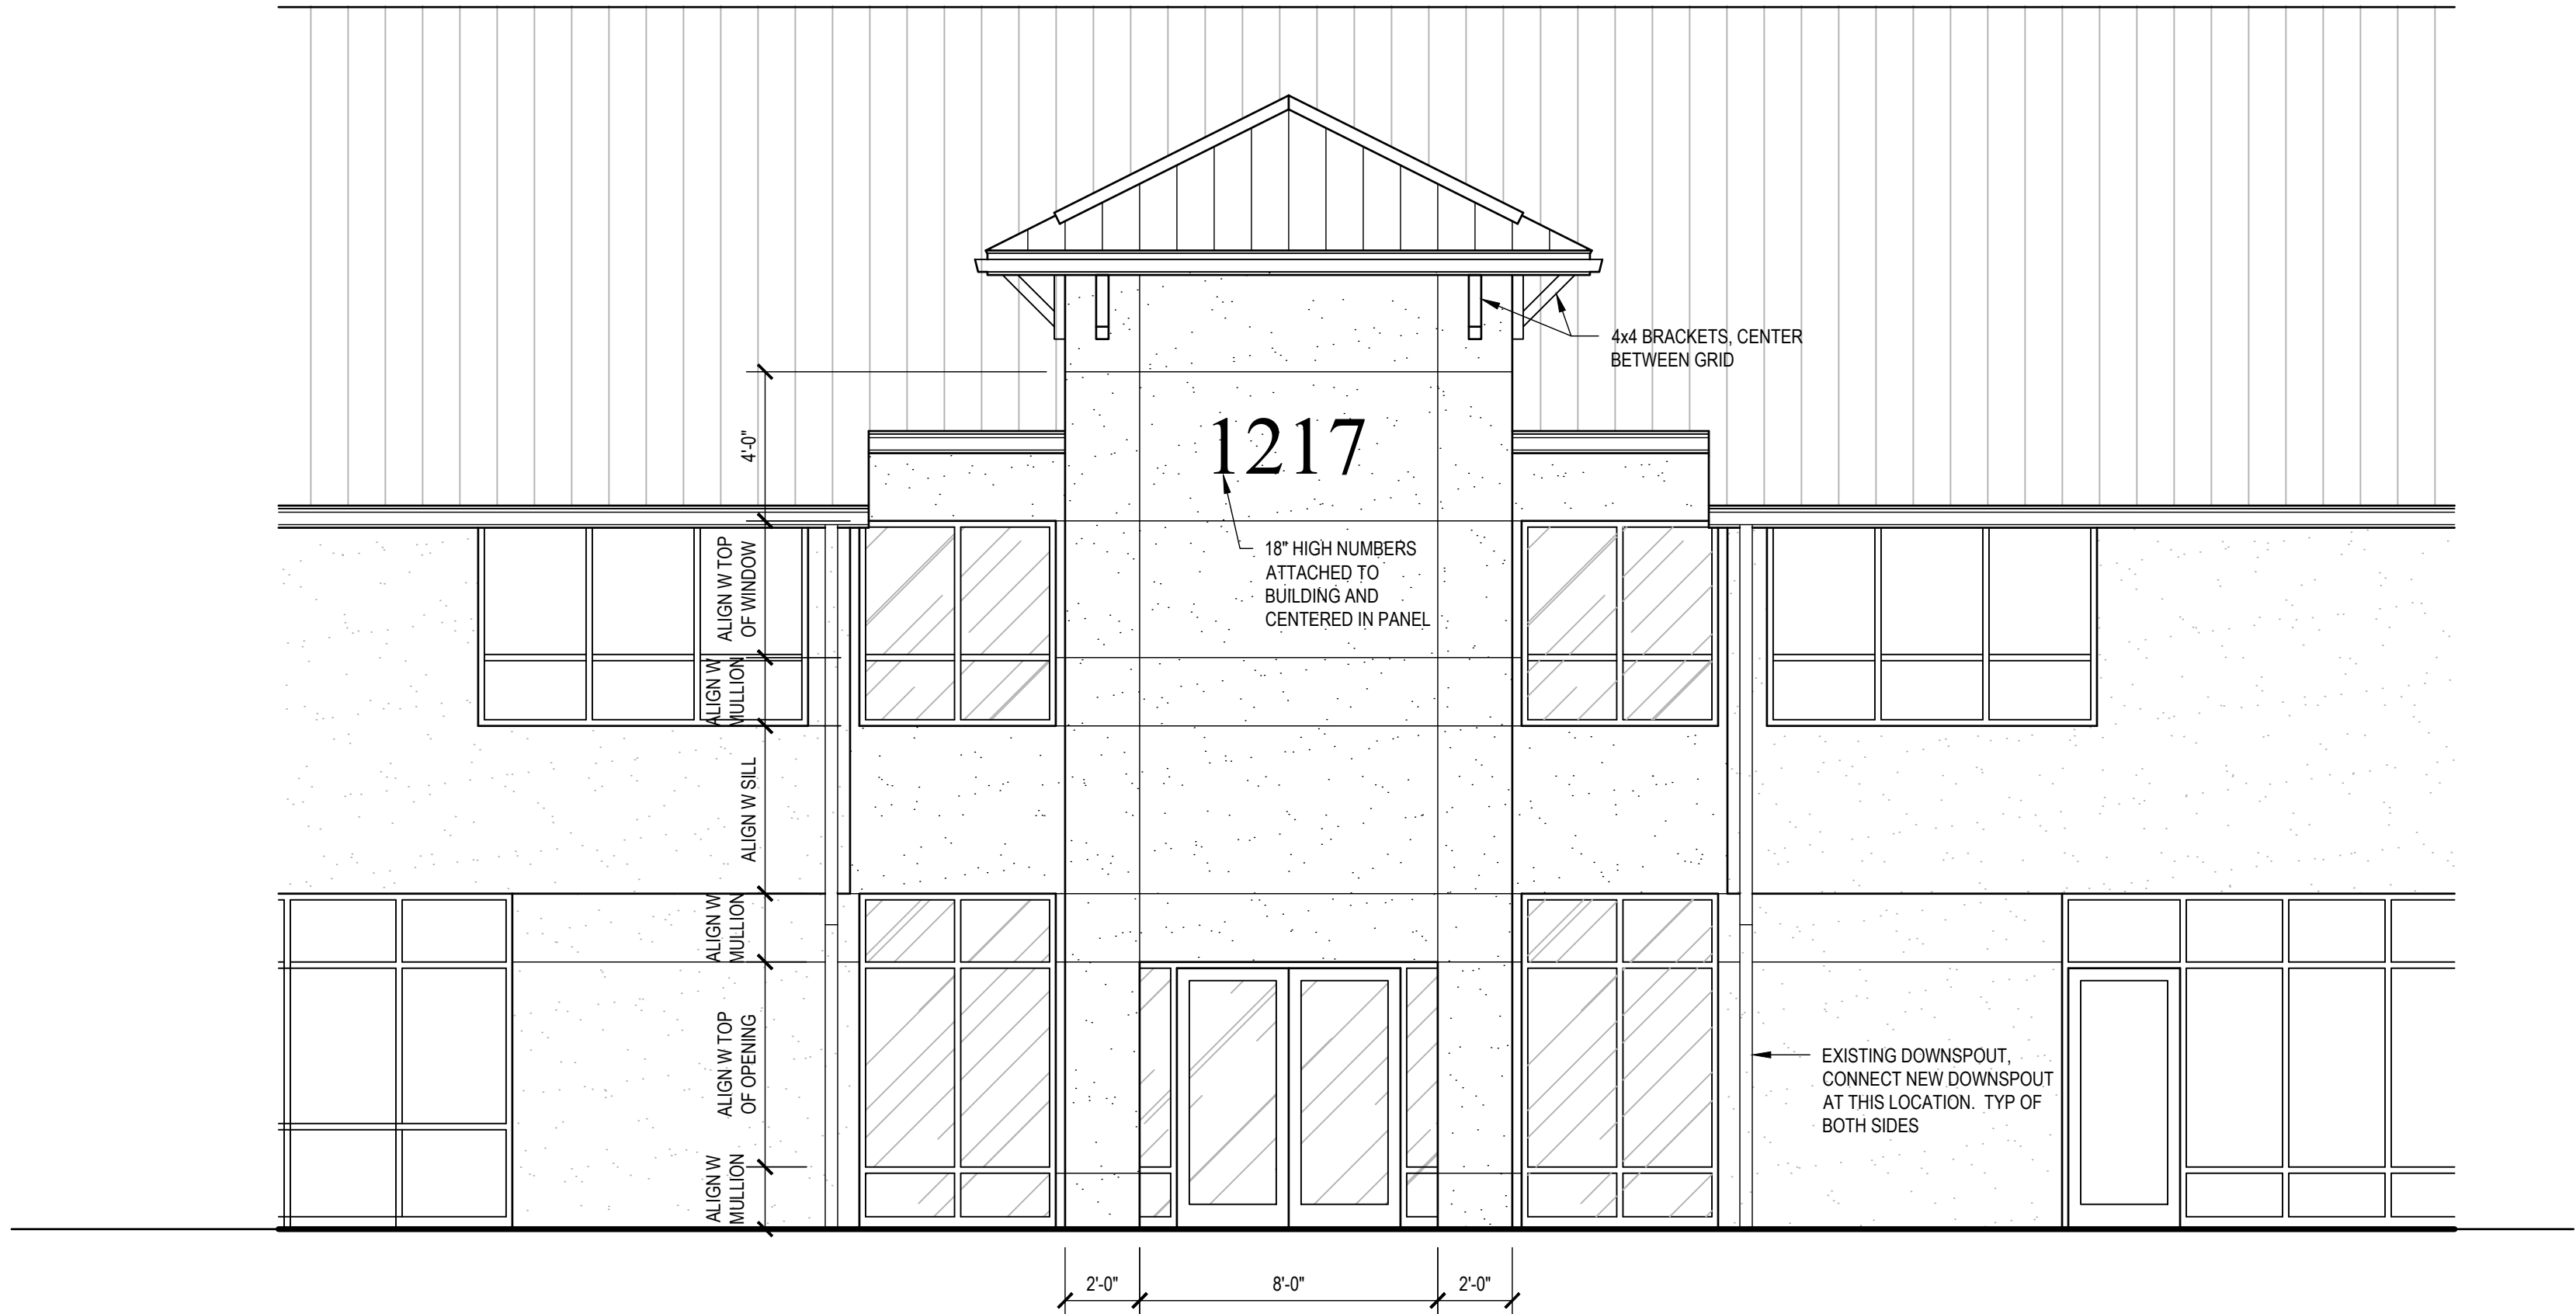 4x4 BRACKETS, CENTER
BETWEEN GRID
1217
4'-0"
18" HIGH NUMBERS
ATTACHED TO
BUILDING AND
CENTERED IN PANEL
ALIGN W TOP
OF WINDOW
ALIGN W
MULLION
ALIGN W SILL
ALIGN W
MULLION
ALIGN W TOP
OF OPENING
ALIGN W
MULLION
EXISTING DOWNSPOUT,
CONNECT NEW DOWNSPOUT
AT THIS LOCATION. TYP OF
BOTH SIDES
2'-0"
8'-0"
2'-0"